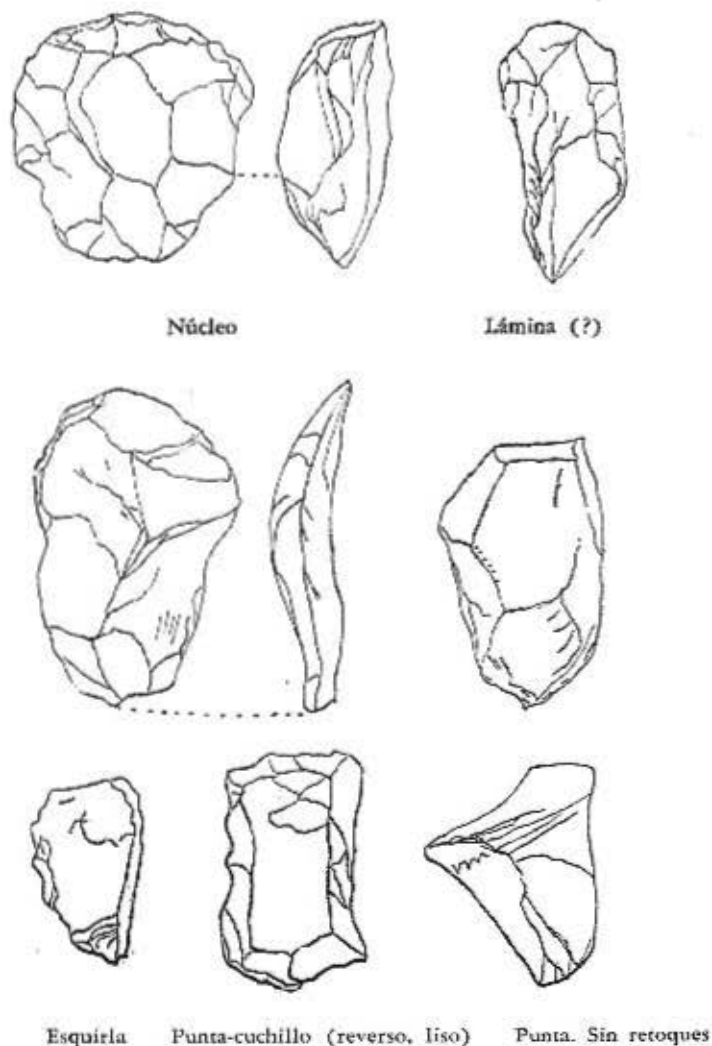 Núcleo
Lámina (?)
Esquirla
Punta-cuchillo (reverso, liso)
Punta. Sin retoques